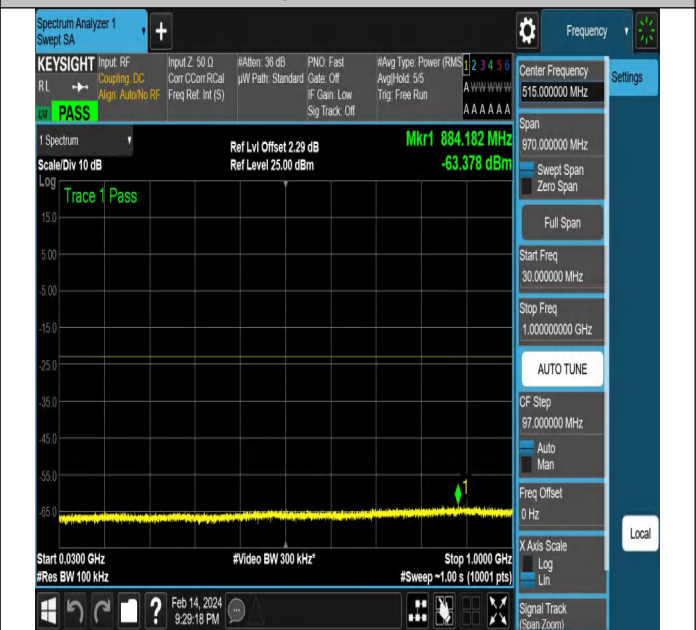 Spectrum Analyzer 1
Swept SA
+
Frequency
KEYSIGHT Input: RF Input Z: 50 Ω #Atten: 36 dB PNO: Fast #Avg Type: Power (RMS 1 2 3 4 5 6
RL Coupling: DC Corr CCorr RCal µW Path: Standard Gate: Off Avg|Hold: 5/5 A W W W W W
Align: Auto/No RF Freq Ref: Int (S) IF Gain: Low Trig: Free Run
PASS Sig Track: Off A A A A A A
1 Spectrum
Scale/Div 10 dB
Ref Lvl Offset 2.29 dB
Ref Level 25.00 dBm
Mkr1 884.182 MHz
-63.378 dBm
Log
Trace 1 Pass
15.0
5.00
-5.00
-15.0
-25.0
-35.0
-45.0
-55.0
-65.0
1
Start 0.0300 GHz #Video BW 300 kHz* Stop 1.0000 GHz
#Res BW 100 kHz #Sweep ~1.00 s (10001 pts)
? Feb 14, 2024
9:29:18 PM
Center Frequency
515.000000 MHz
Settings
Span
970.000000 MHz
Swept Span
Zero Span
Full Span
Start Freq
30.000000 MHz
Stop Freq
1.000000000 GHz
AUTO TUNE
CF Step
97.000000 MHz
Auto
Man
Freq Offset
0 Hz
X Axis Scale
Log
Lin
Local
Signal Track
(Span Zoom)